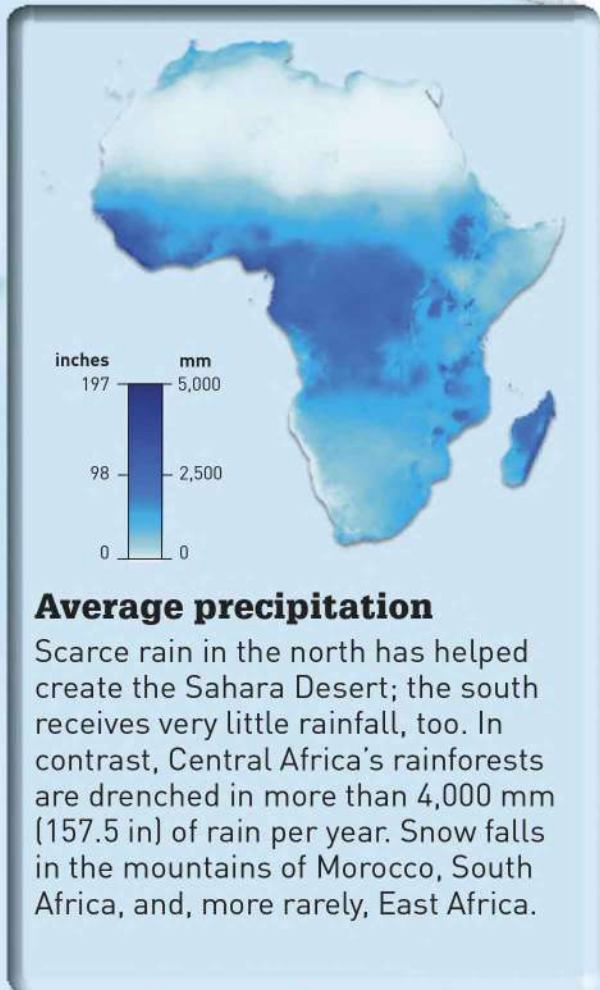 inches mm
197 5,000
98 2,500
0 0
Average precipitation
Scarce rain in the north has helped
create the Sahara Desert; the south
receives very little rainfall, too. In
contrast, Central Africa's rainforests
are drenched in more than 4,000 mm
(157.5 in) of rain per year. Snow falls
in the mountains of Morocco, South
Africa, and, more rarely, East Africa.